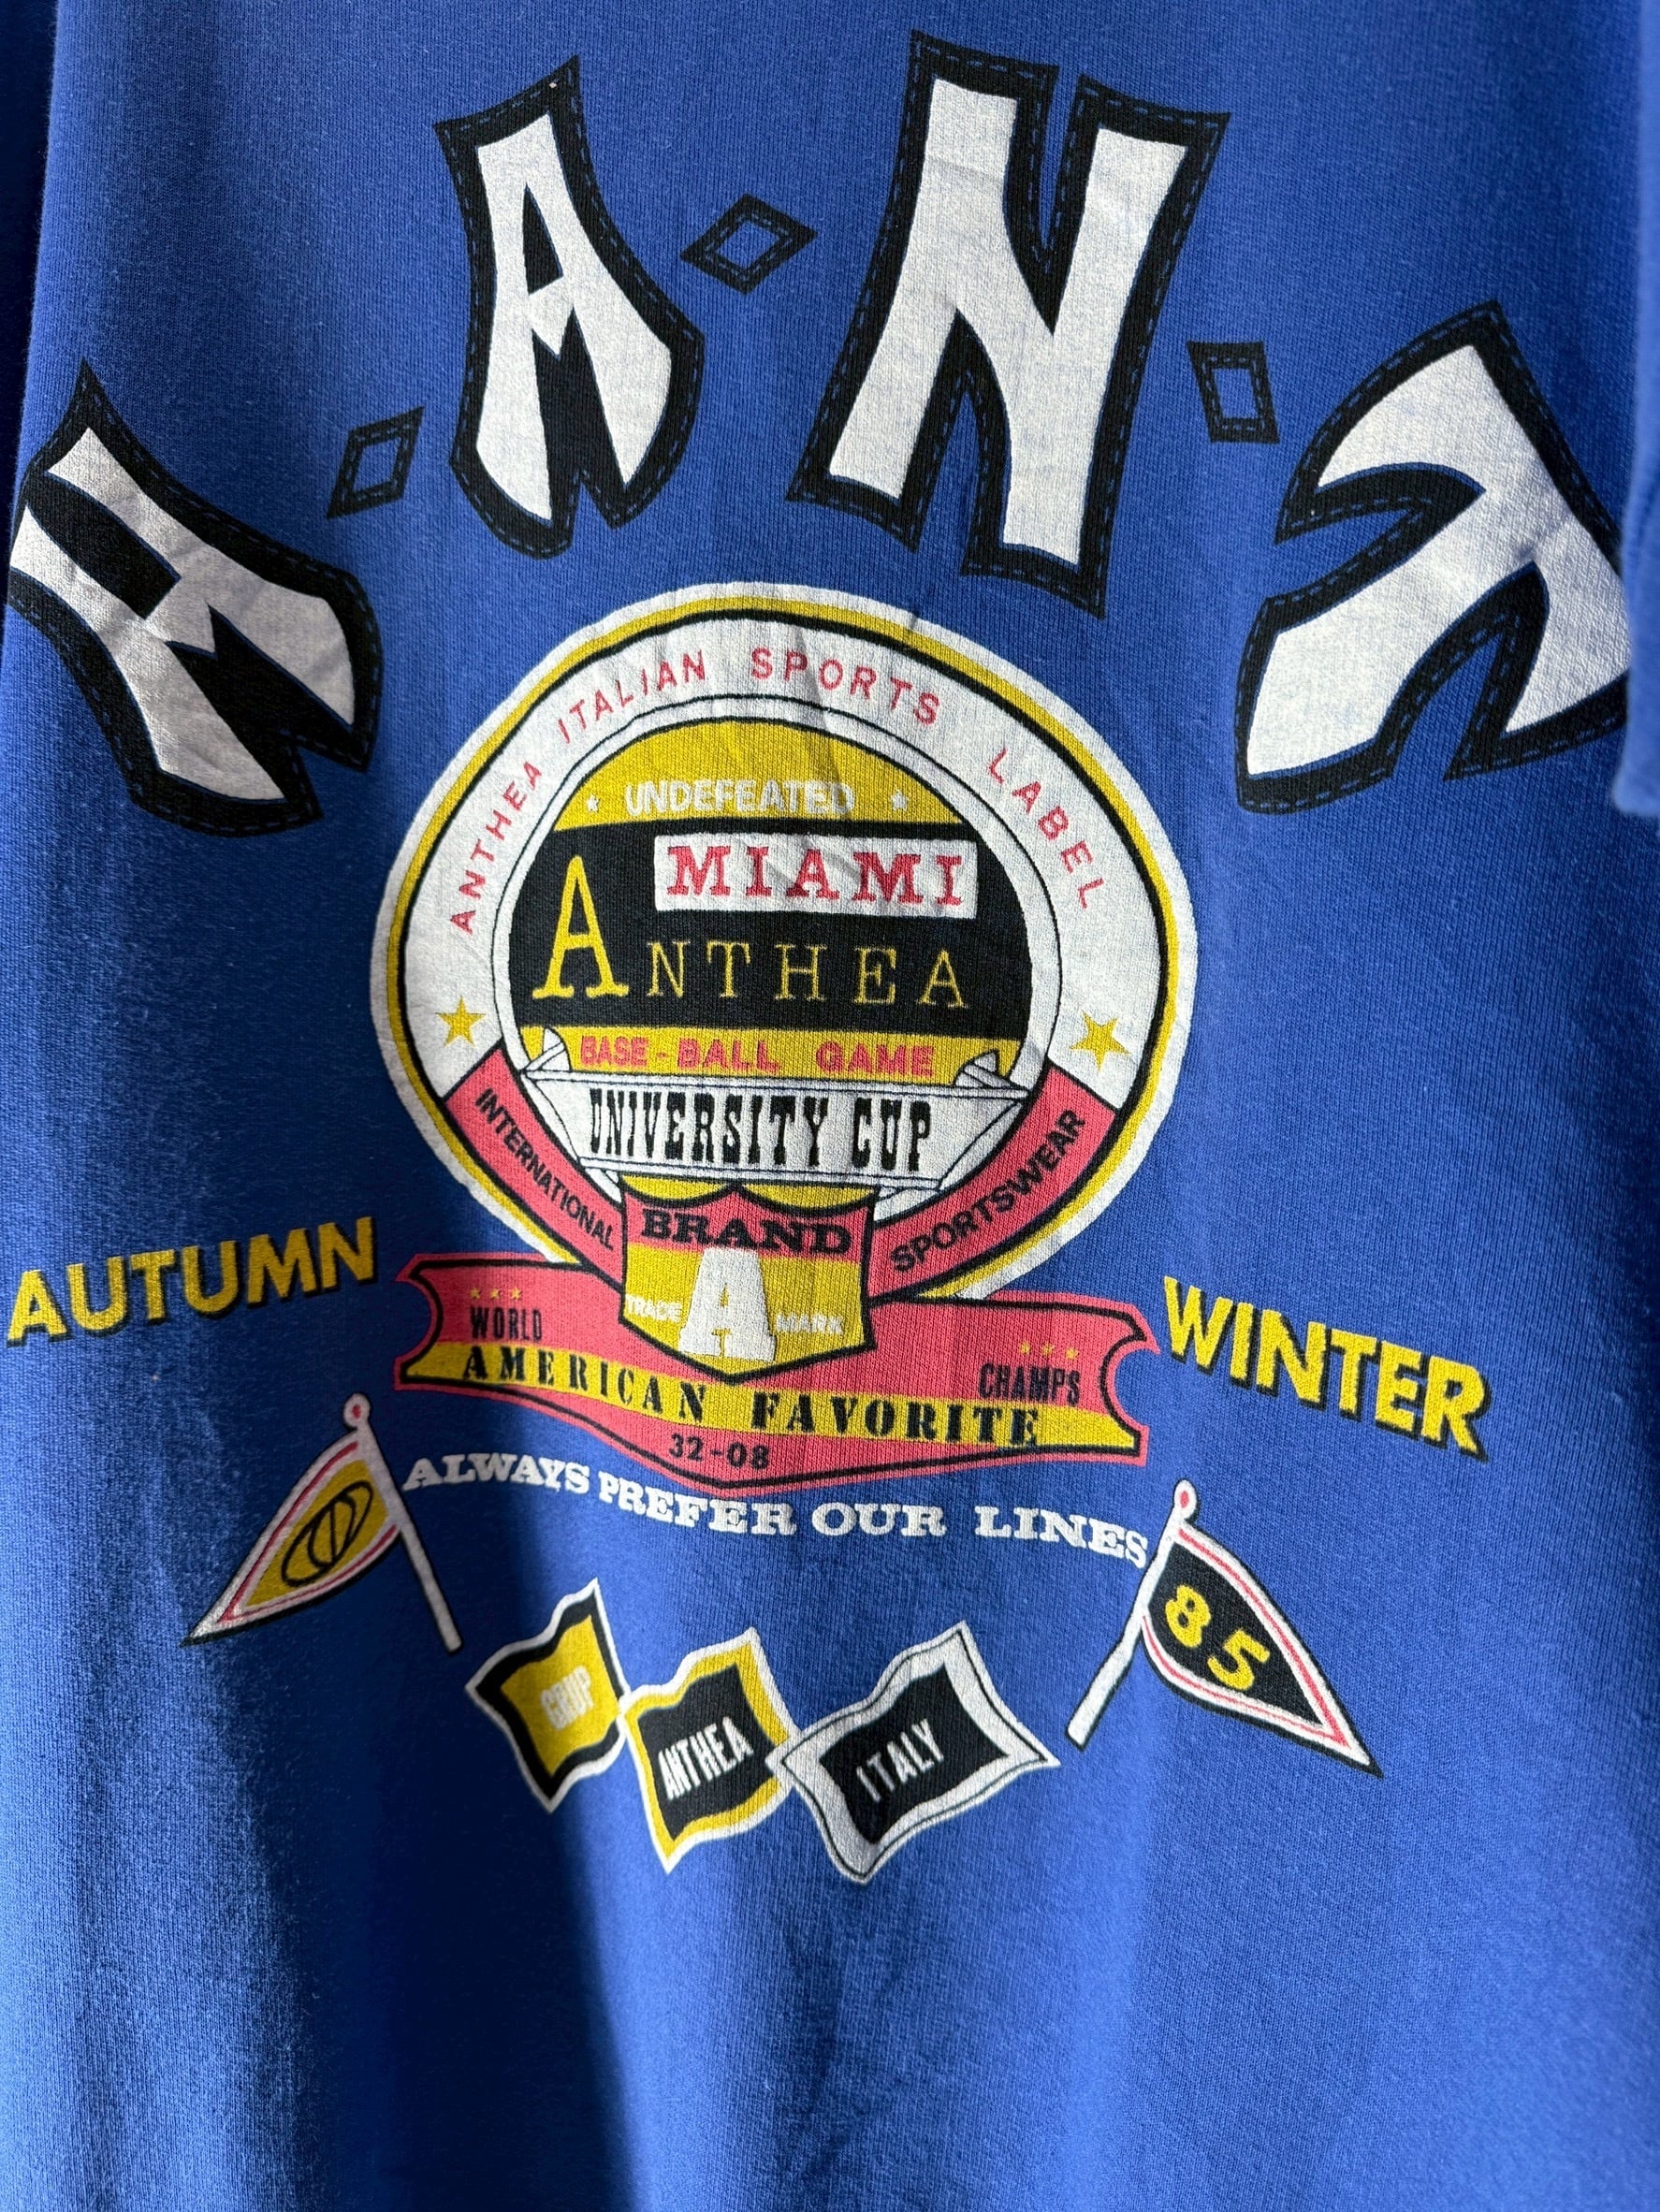 A N
ANTHEA ITALIAN SPORTS LABEL
UNDEFEATED
MIAMI
ANTHEA
BASE-BALL GAME
UNIVERSITY CUP
INTERNATIONAL SPORTSWEAR
BRAND
TRADE A MARK
AUTUMN WINTER
WORLD CHAMPS
AMERICAN FAVORITE
32-08
ALWAYS PREFER OUR LINES
85
GRUP
ANTHEA
ITALY